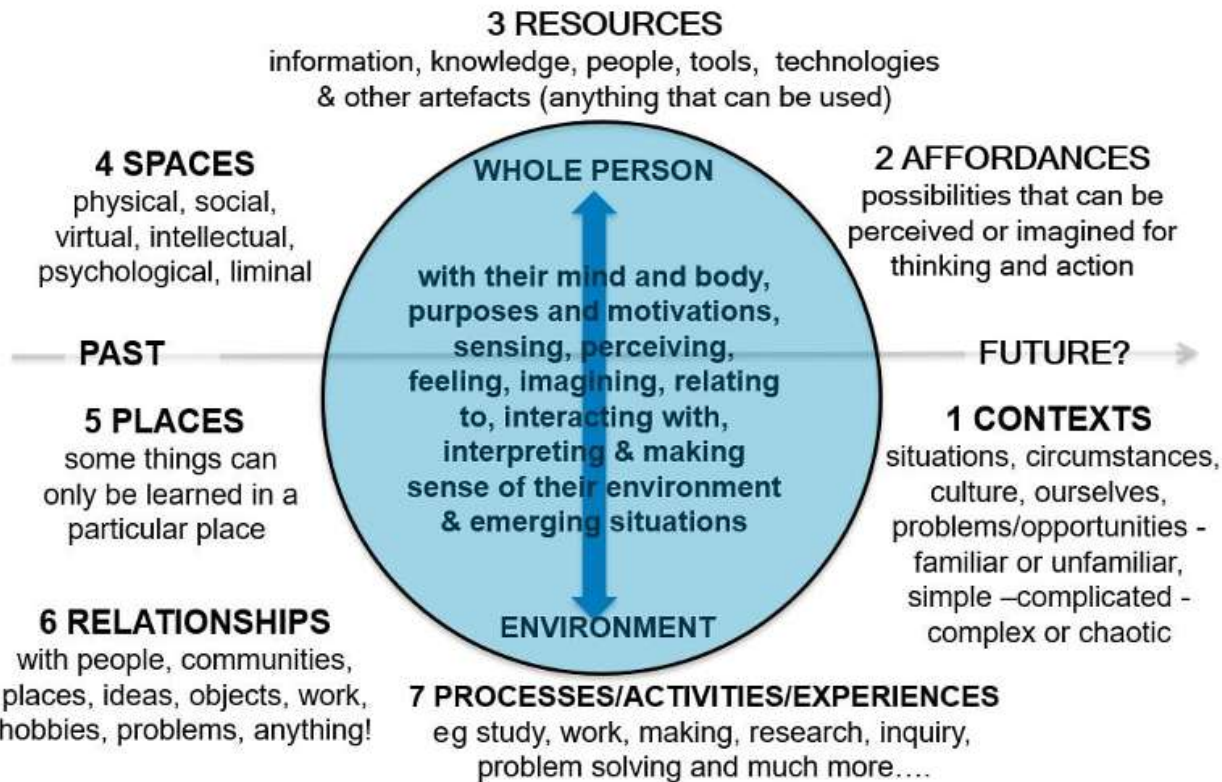 3 RESOURCES
information, knowledge, people, tools, technologies
& other artefacts (anything that can be used)
4 SPACES
physical, social,
virtual, intellectual,
psychological, liminal
WHOLE PERSON
2 AFFORDANCES
possibilities that can be
perceived or imagined for
thinking and action
with their mind and body,
purposes and motivations,
sensing, perceiving,
feeling, imagining, relating
to, interacting with,
interpreting & making
sense of their environment
& emerging situations
PAST
FUTURE?
5 PLACES
some things can
only be learned in a
particular place
1 CONTEXTS
situations, circumstances,
culture, ourselves,
problems/opportunities -
familiar or unfamiliar,
simple –complicated -
complex or chaotic
6 RELATIONSHIPS
with people, communities,
places, ideas, objects, work,
hobbies, problems, anything!
ENVIRONMENT
7 PROCESSES/ACTIVITIES/EXPERIENCES
eg study, work, making, research, inquiry,
problem solving and much more….